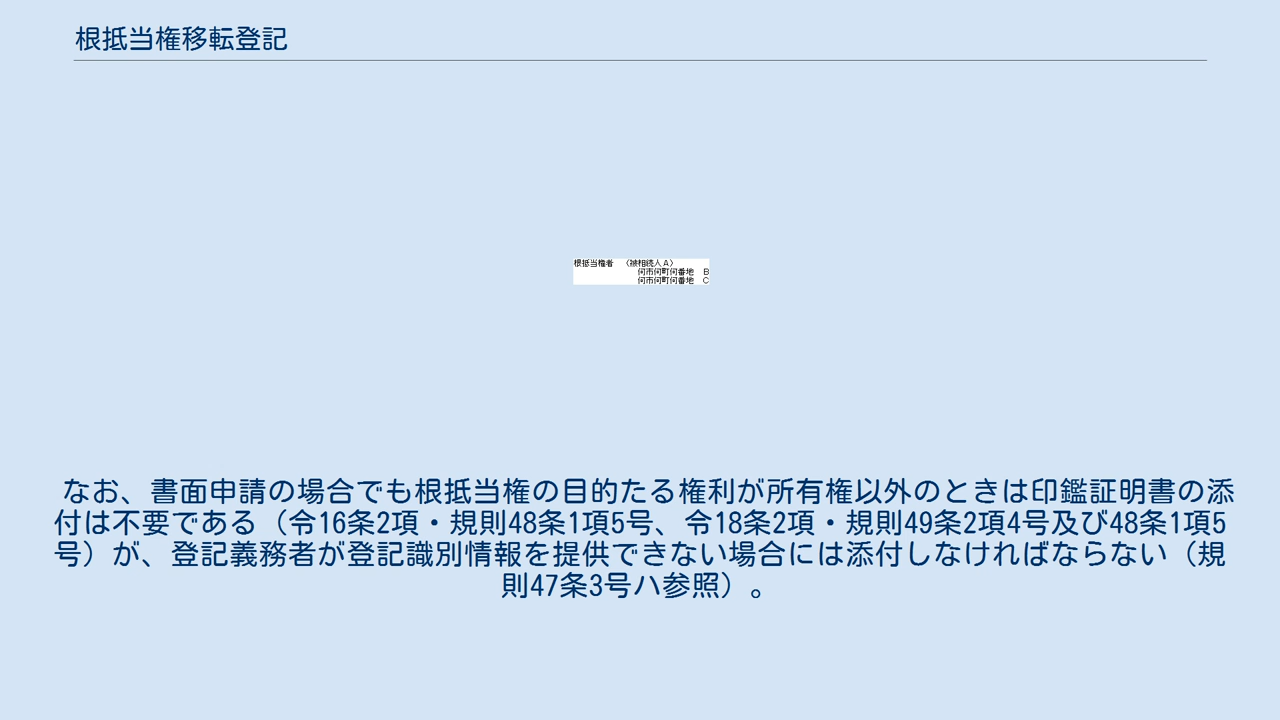 根抵当権移転登記
根抵当権者　（被相続人Ａ）
何市何町何番地　Ｂ
何市何町何番地　Ｃ
なお、書面申請の場合でも根抵当権の目的たる権利が所有権以外のときは印鑑証明書の添
付は不要である（令16条2項・規則48条1項5号、令18条2項・規則49条2項4号及び48条1項5
号）が、登記義務者が登記識別情報を提供できない場合には添付しなければならない（規
則47条3号ハ参照）。